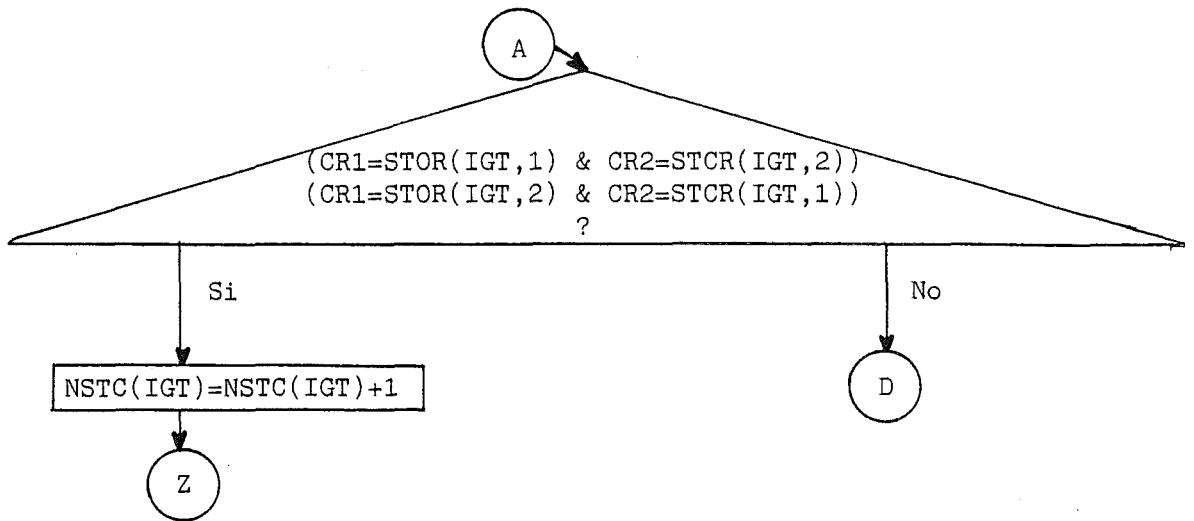 A
(CR1=STOR(IGT,1) & CR2=STCR(IGT,2))
(CR1=STOR(IGT,2) & CR2=STCR(IGT,1))
?
Si
No
NSTC(IGT)=NSTC(IGT)+1
D
Z